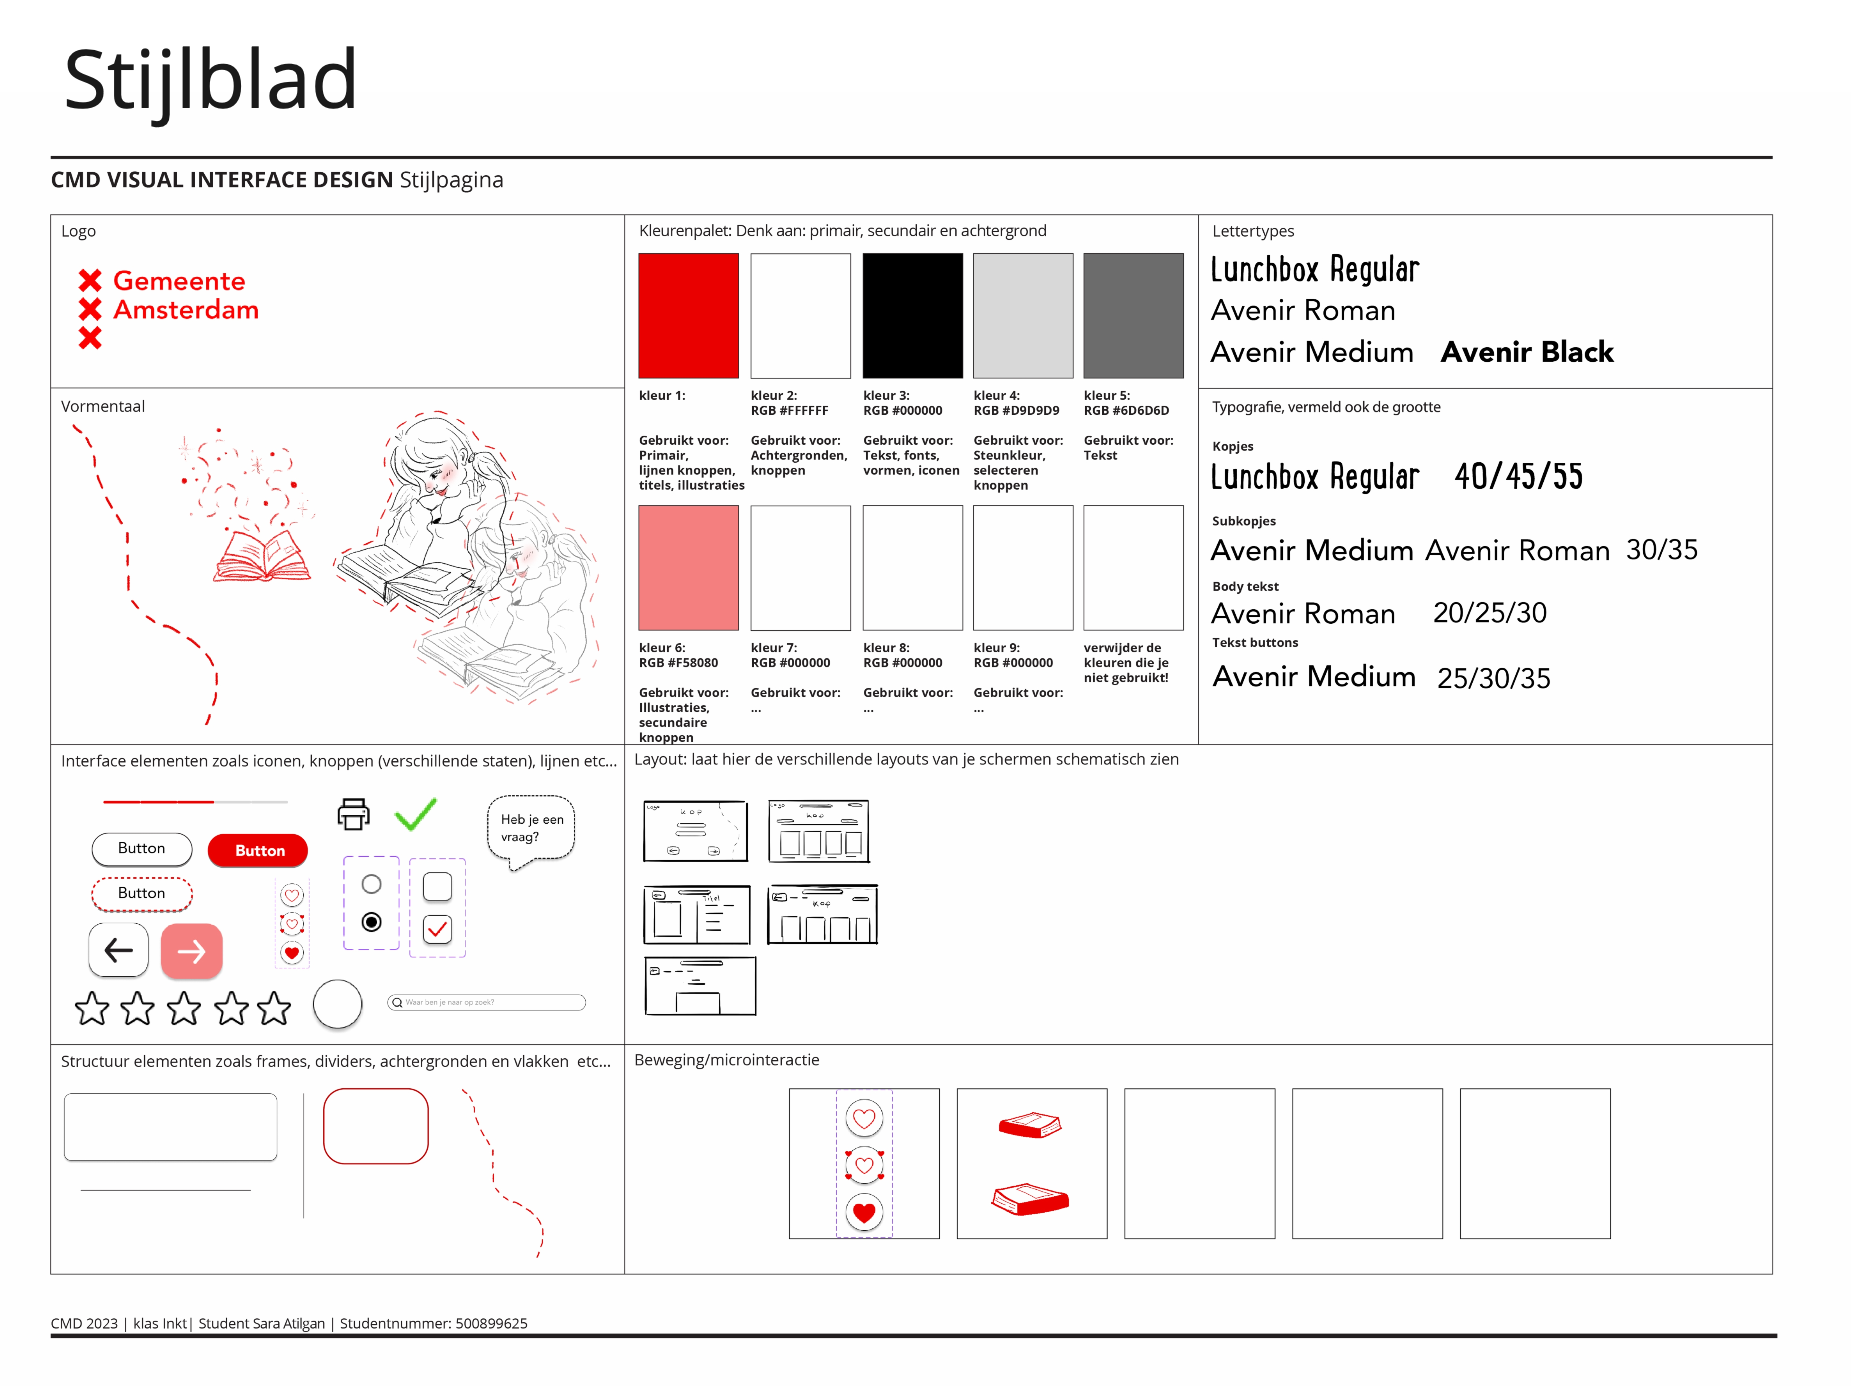 Stijlblad
CMD VISUAL INTERFACE DESIGN Stijlpagina
Logo
Gemeente
Amsterdam
Vormentaal
Kleurenpalet: Denk aan: primair, secundair en achtergrond
kleur 1:
Gebruikt voor:
Primair,
lijnen knoppen,
titels, illustraties
kleur 2:
RGB #FFFFFF
Gebruikt voor:
Achtergronden,
knoppen
kleur 3:
RGB #000000
Gebruikt voor:
Tekst, fonts,
vormen, iconen
kleur 4:
RGB #D9D9D9
Gebruikt voor:
Steunkleur,
selecteren
knoppen
kleur 5:
RGB #6D6D6D
Gebruikt voor:
Tekst
kleur 6:
RGB #F58080
Gebruikt voor:
Illustraties,
secundaire
knoppen
kleur 7:
RGB #000000
Gebruikt voor:
...
kleur 8:
RGB #000000
Gebruikt voor:
...
kleur 9:
RGB #000000
Gebruikt voor:
...
verwijder de
kleuren die je
niet gebruikt!
Lettertypes
Lunchbox Regular
Avenir Roman
Avenir Medium Avenir Black
Typografie, vermeld ook de grootte
Kopjes
Lunchbox Regular 40/45/55
Subkopjes
Avenir Medium Avenir Roman 30/35
Body tekst
Avenir Roman 20/25/30
Tekst buttons
Avenir Medium 25/30/35
Interface elementen zoals iconen, knoppen (verschillende staten), lijnen etc...
Button
Button
Button
Heb je een
vraag?
Waar ben je naar op zoek?
Layout: laat hier de verschillende layouts van je schermen schematisch zien
Logo
Kop
Logo
Kop
Titel
Kop
Structuur elementen zoals frames, dividers, achtergronden en vlakken etc...
Beweging/microinteractie
CMD 2023 | klas Inkt| Student Sara Atilgan | Studentnummer: 500899625